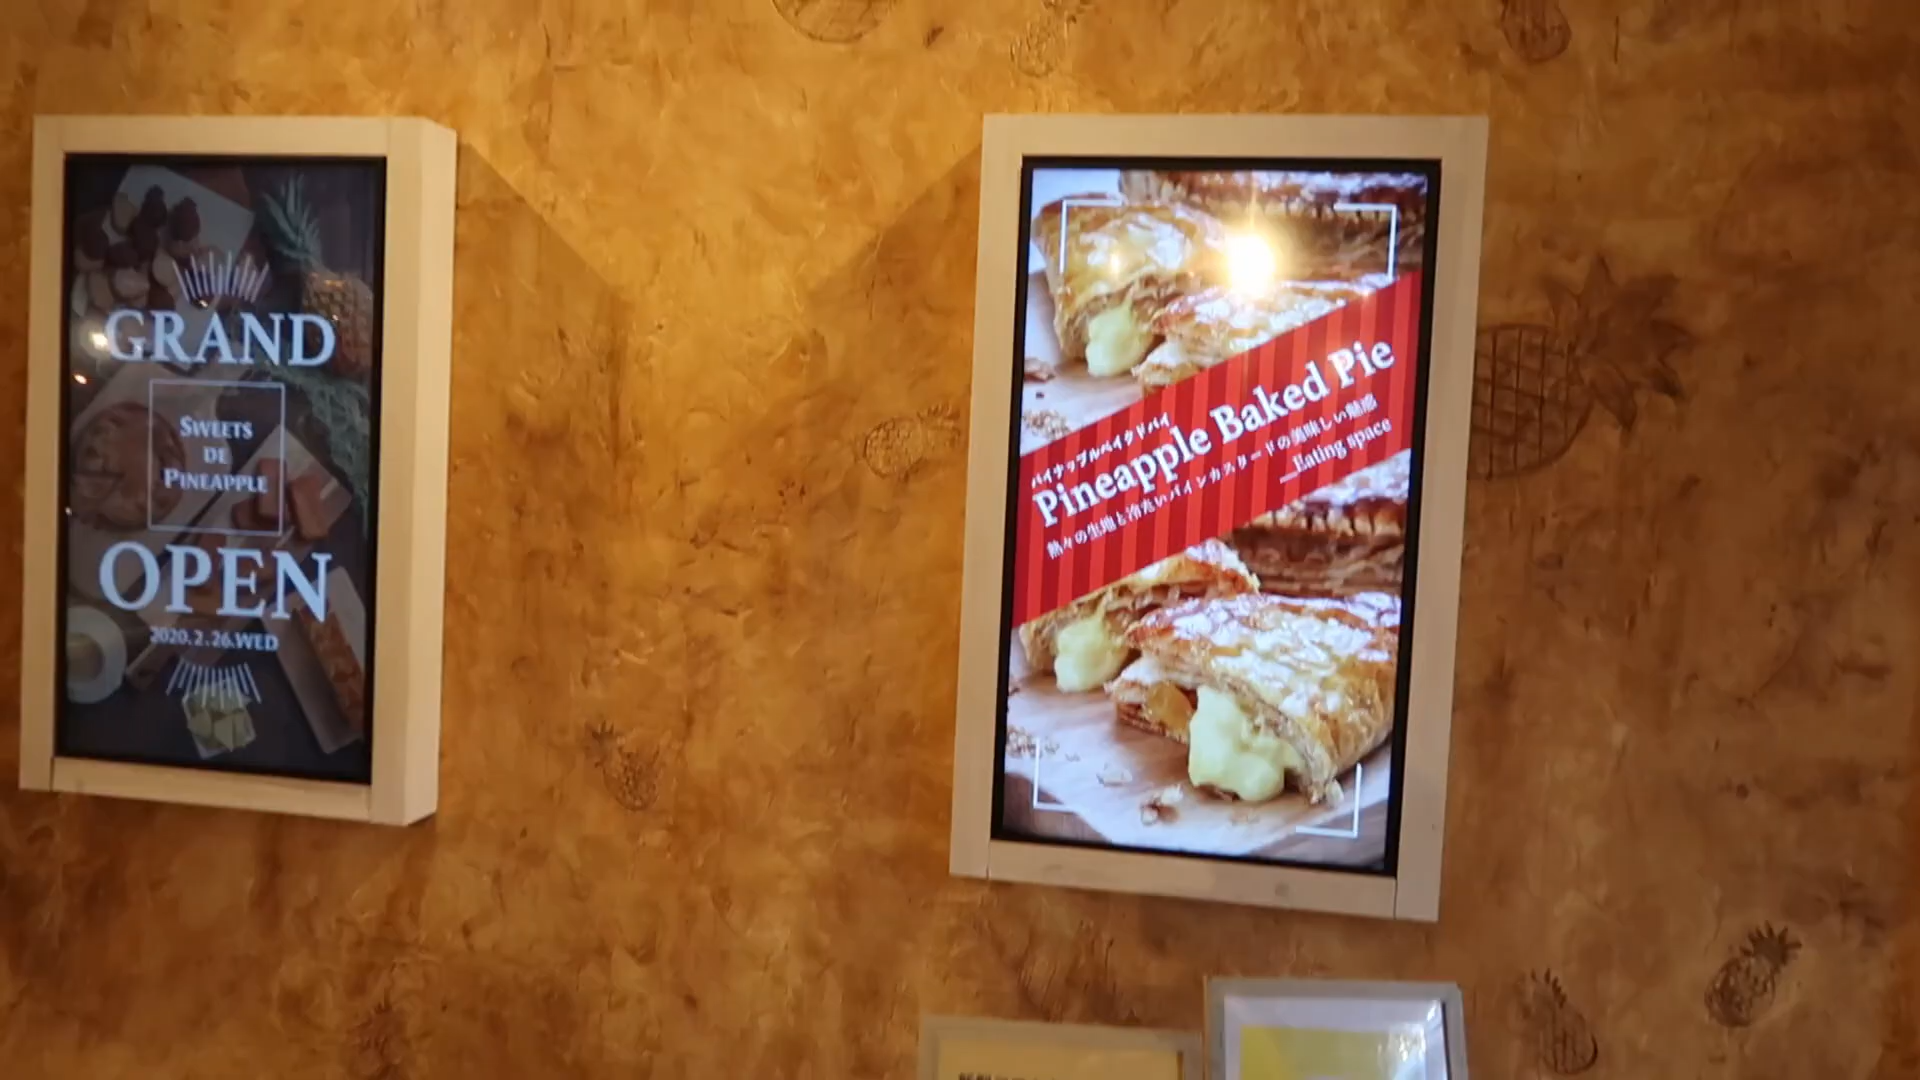 GRAND
SWEETS
DE
PINEAPPLE
OPEN
2020.2.26.WED
パイナップルベイクドパイ
Pineapple Baked Pie
熱々の生地と冷たいパインカスタードの美味しい魅惑
Eating space